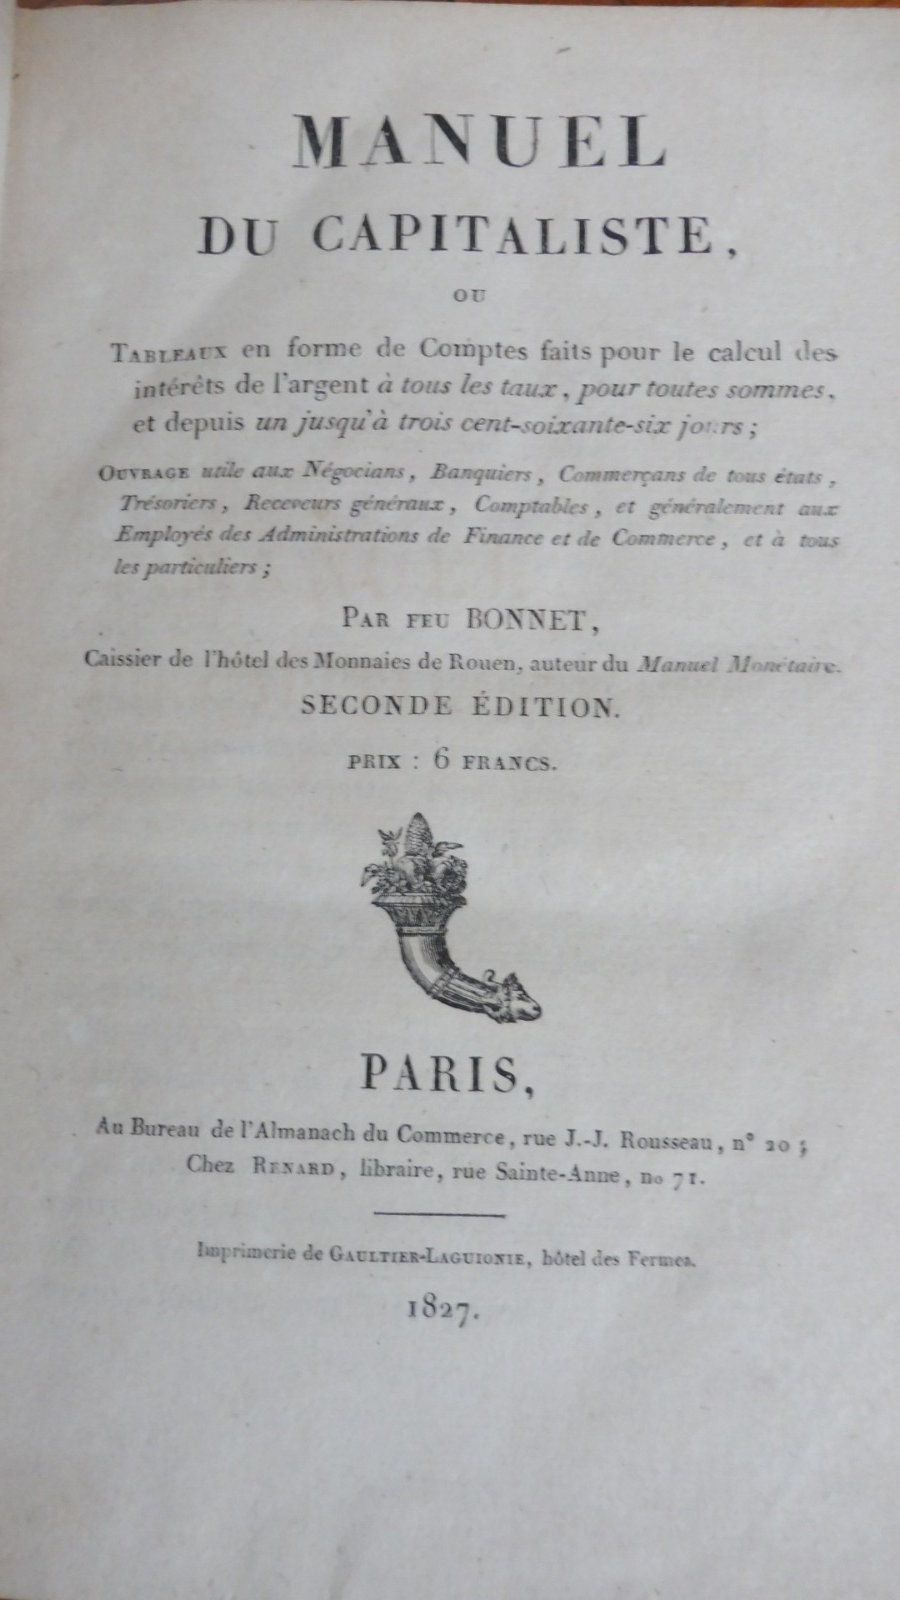 MANUEL
DU CAPITALISTE,
OU
TABLEAUX en forme de Comptes faits pour le calcul des
intérêts de l'argent à tous les taux, pour toutes sommes,
et depuis un jusqu'à trois cent-soixante-six jours;
OUVRAGE utile aux Négocians, Banquiers, Commerçans de tous états,
Trésoriers, Receveurs généraux, Comptables, et généralement aux
Employés des Administrations de Finance et de Commerce, et à tous
les particuliers;
PAR FEU BONNET,
Caissier de l'hôtel des Monnaies de Rouen, auteur du Manuel Monétaire.
SECONDE ÉDITION.
PRIX : 6 FRANCS.
PARIS,
Au Bureau de l'Almanach du Commerce, rue J.-J. Rousseau, n° 20;
Chez RENARD, libraire, rue Sainte-Anne, no 71.
Imprimerie de GAULTIER-LAGUIONIE, hôtel des Fermes.
1827.